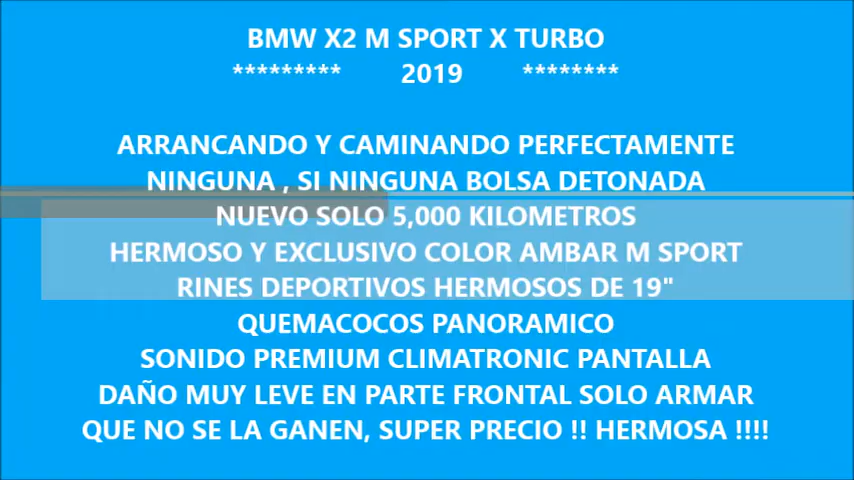 BMW X2 M SPORT X TURBO
********* 2019 ********
ARRANCANDO Y CAMINANDO PERFECTAMENTE
NINGUNA , SI NINGUNA BOLSA DETONADA
NUEVO SOLO 5,000 KILOMETROS
HERMOSO Y EXCLUSIVO COLOR AMBAR M SPORT
RINES DEPORTIVOS HERMOSOS DE 19"
QUEMACOCOS PANORAMICO
SONIDO PREMIUM CLIMATRONIC PANTALLA
DAÑO MUY LEVE EN PARTE FRONTAL SOLO ARMAR
QUE NO SE LA GANEN, SUPER PRECIO !! HERMOSA !!!!